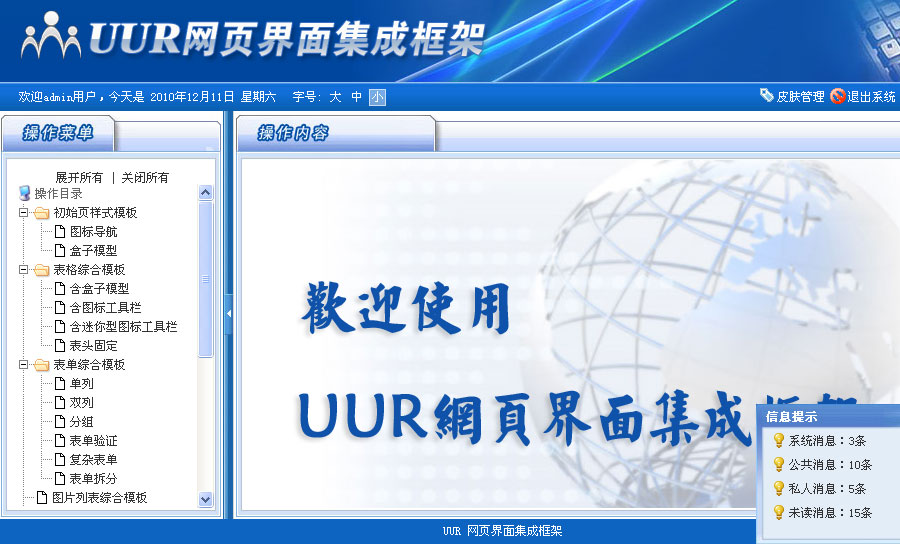 UUR网页界面集成框架
欢迎admin用户，今天是 2010年12月11日 星期六 字号: 大 中 小
皮肤管理 退出系统
操作菜单
操作内容
展开所有 | 关闭所有
操作目录
初始页样式模板
图标导航
盒子模型
表格综合模板
含盒子模型
含图标工具栏
含迷你型图标工具栏
表头固定
表单综合模板
单列
双列
分组
表单验证
复杂表单
表单拆分
图片列表综合模板
歡迎使用
UUR網頁界面集成框架
信息提示
系统消息：3条
公共消息：10条
私人消息：5条
未读消息：15条
UUR 网页界面集成框架